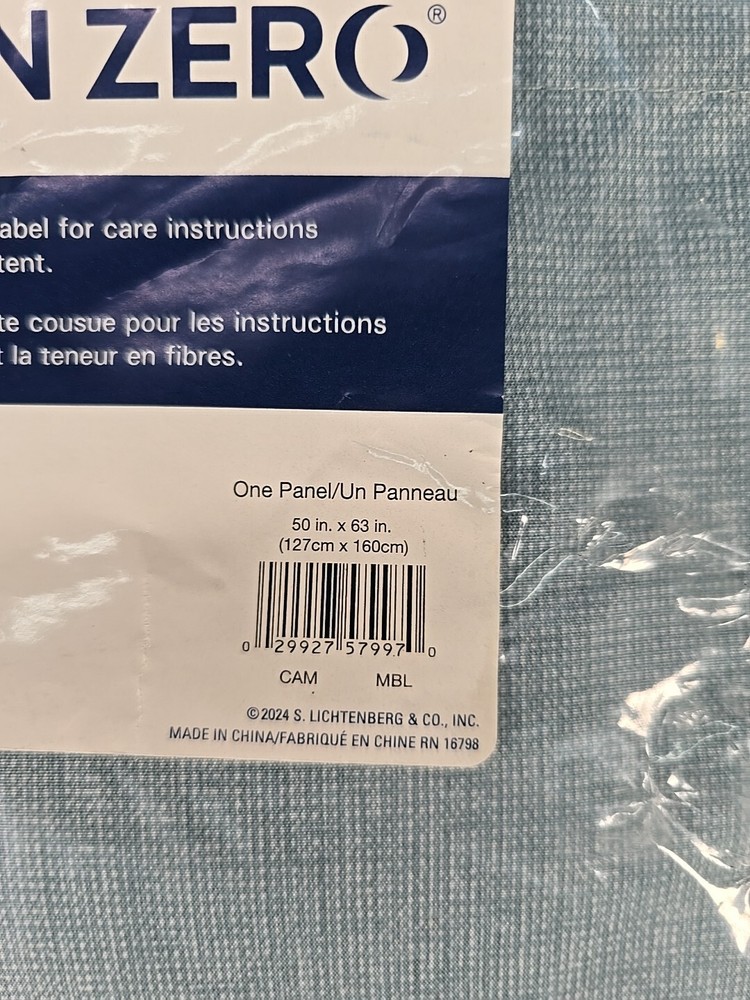 N ZERO®
abel for care instructions
tent.
te cousue pour les instructions
t la teneur en fibres.
One Panel/Un Panneau
50 in. x 63 in.
(127cm x 160cm)
0 29927 57997 0
CAM MBL
©2024 S. LICHTENBERG & CO., INC.
MADE IN CHINA/FABRIQUÉ EN CHINE RN 16798